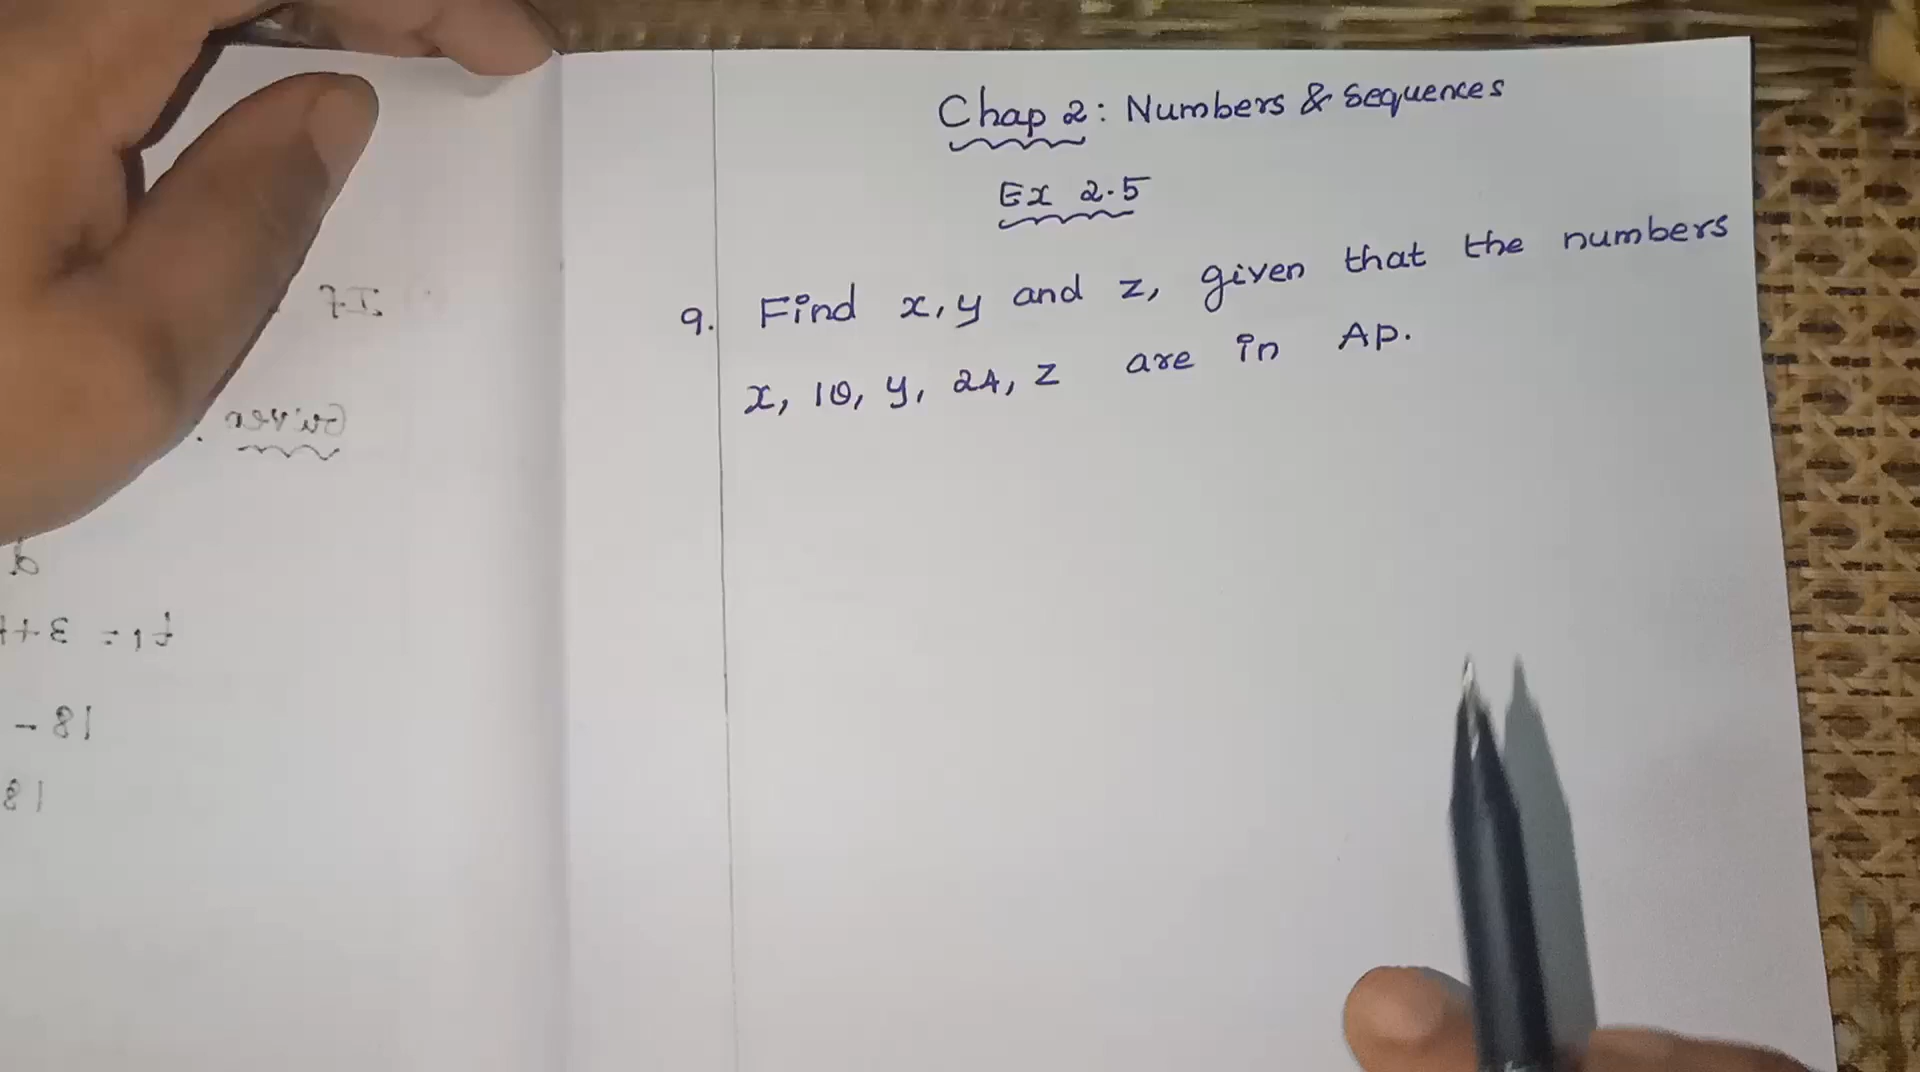 Chap 2: Numbers & Sequences
Ex 2.5
9. Find x, y and z, given that the numbers
x, 10, y, 24, z are in AP.